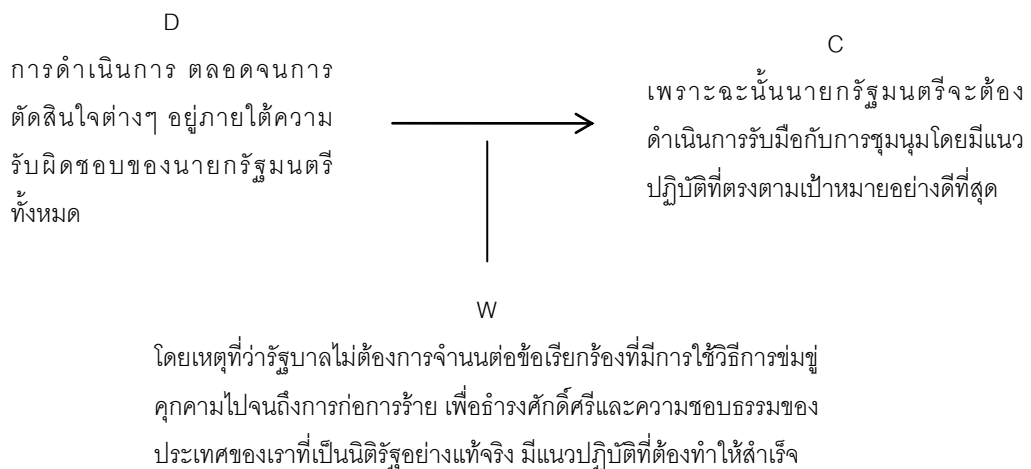 D
การดำเนินการ ตลอดจนการ
ตัดสินใจต่างๆ อยู่ภายใต้ความ
รับผิดชอบของนายกรัฐมนตรี
ทั้งหมด
C
เพราะฉะนั้นนายกรัฐมนตรีจะต้อง
ดำเนินการรับมือกับการชุมนุมโดยมีแนว
ปฏิบัติที่ตรงตามเป้าหมายอย่างดีที่สุด
W
โดยเหตุที่ว่ารัฐบาลไม่ต้องการจำนนต่อข้อเรียกร้องที่มีการใช้วิธีการข่มขู่
คุกคามไปจนถึงการก่อการร้าย เพื่อธำรงศักดิ์ศรีและความชอบธรรมของ
ประเทศของเราที่เป็นนิติรัฐอย่างแท้จริง มีแนวปฏิบัติที่ต้องทำให้สำเร็จ